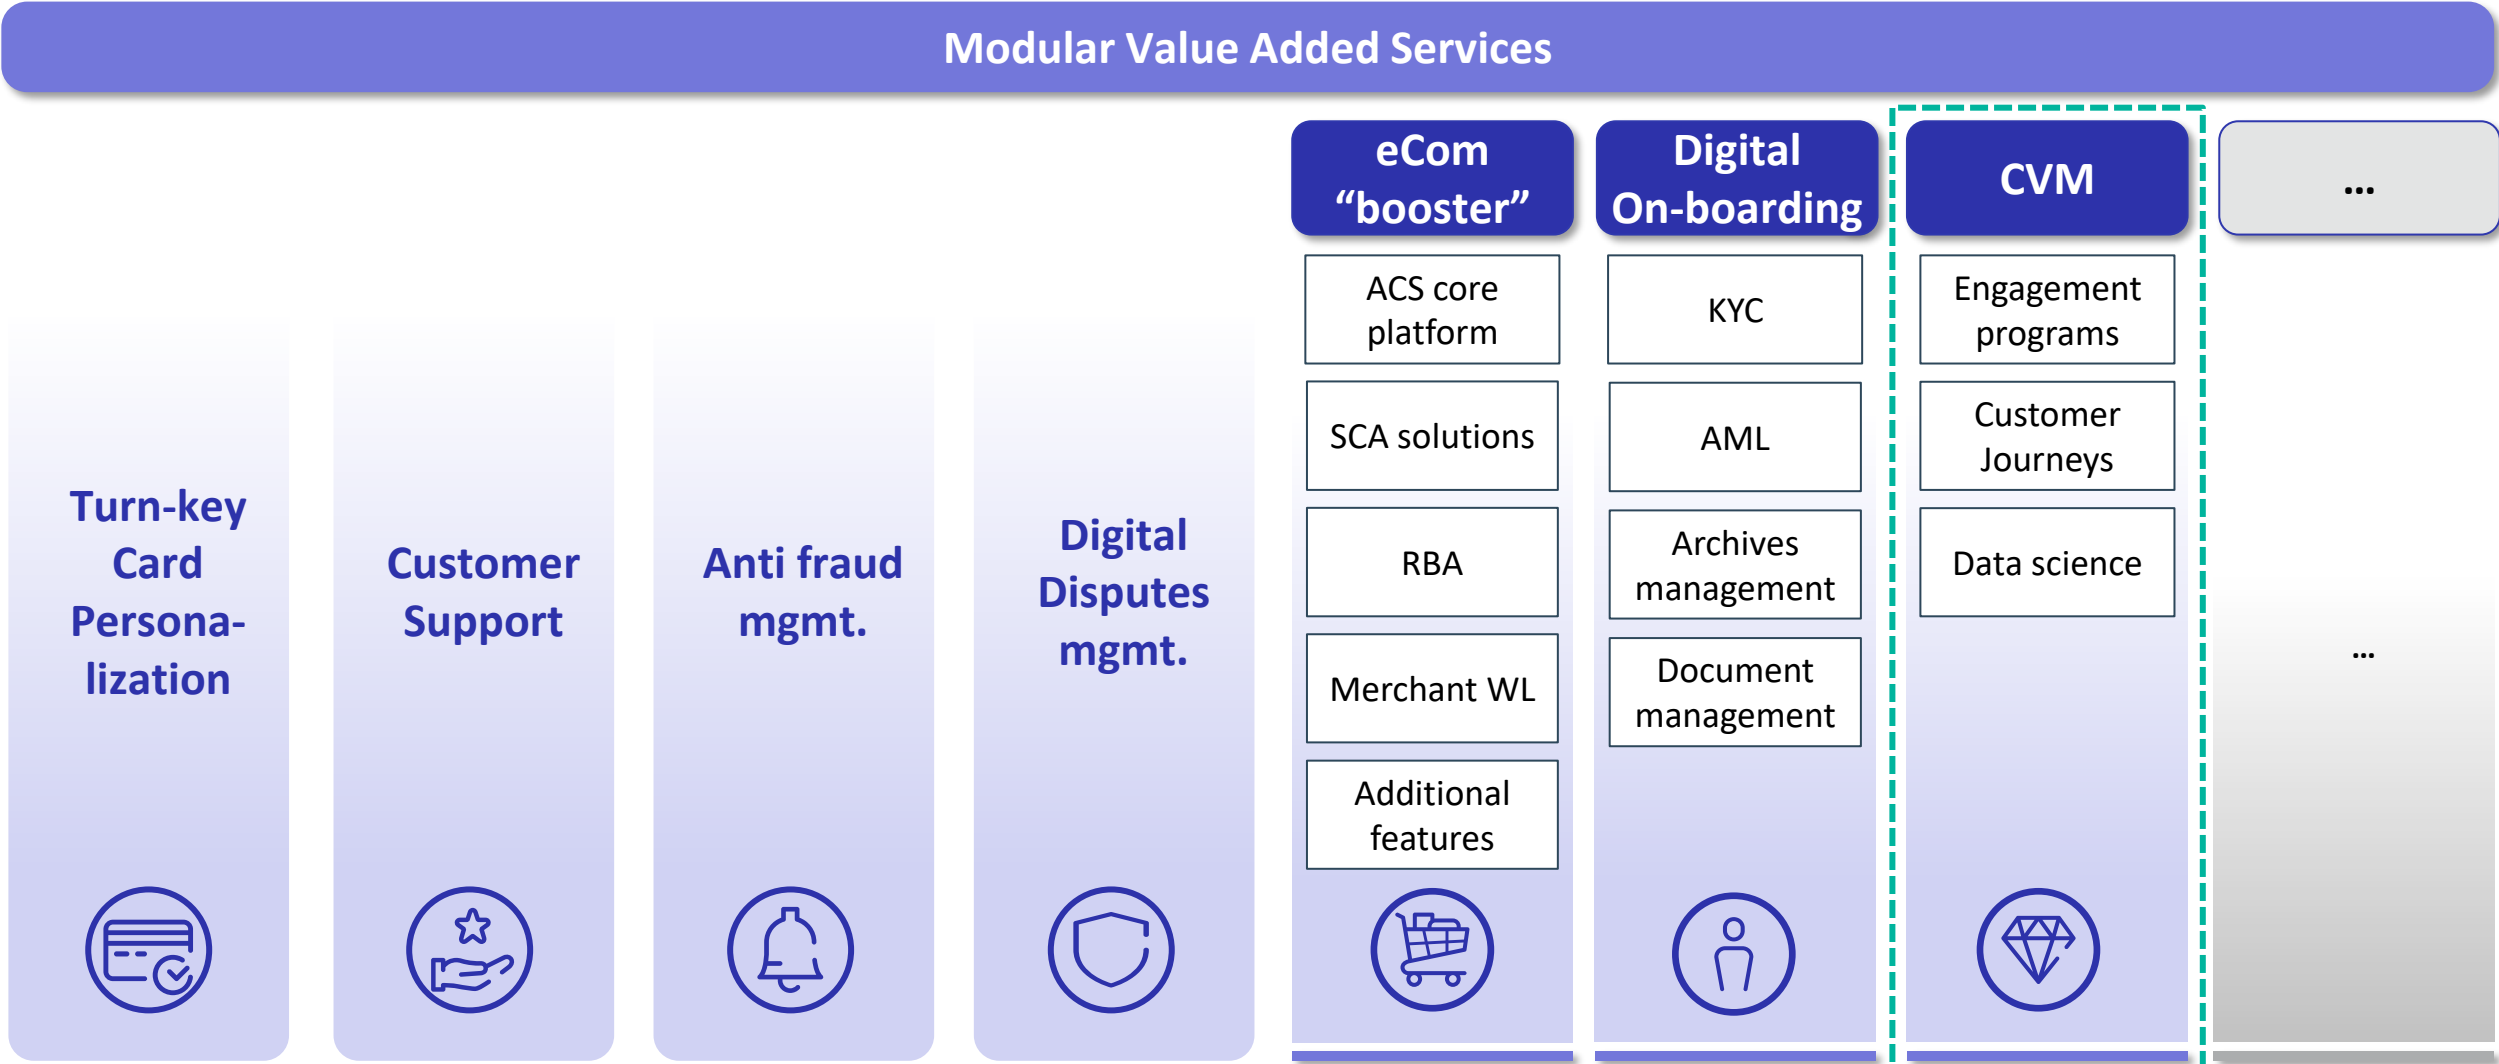 Modular Value Added Services
Turn-key
Card
Persona-
lization
Customer
Support
Anti fraud
mgmt.
Digital
Disputes
mgmt.
eCom
“booster”
ACS core
platform
SCA solutions
RBA
Merchant WL
Additional
features
Digital
On-boarding
KYC
AML
Archives
management
Document
management
CVM
Engagement
programs
Customer
Journeys
Data science
...
...